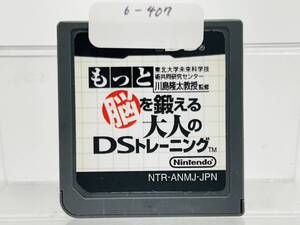 6-407
もっと
東北大学未来科学技
術共同研究センター
川島隆太教授 監修
脳を鍛える
大人の
DSトレーニング™
Nintendo
NTR-ANMJ-JPN